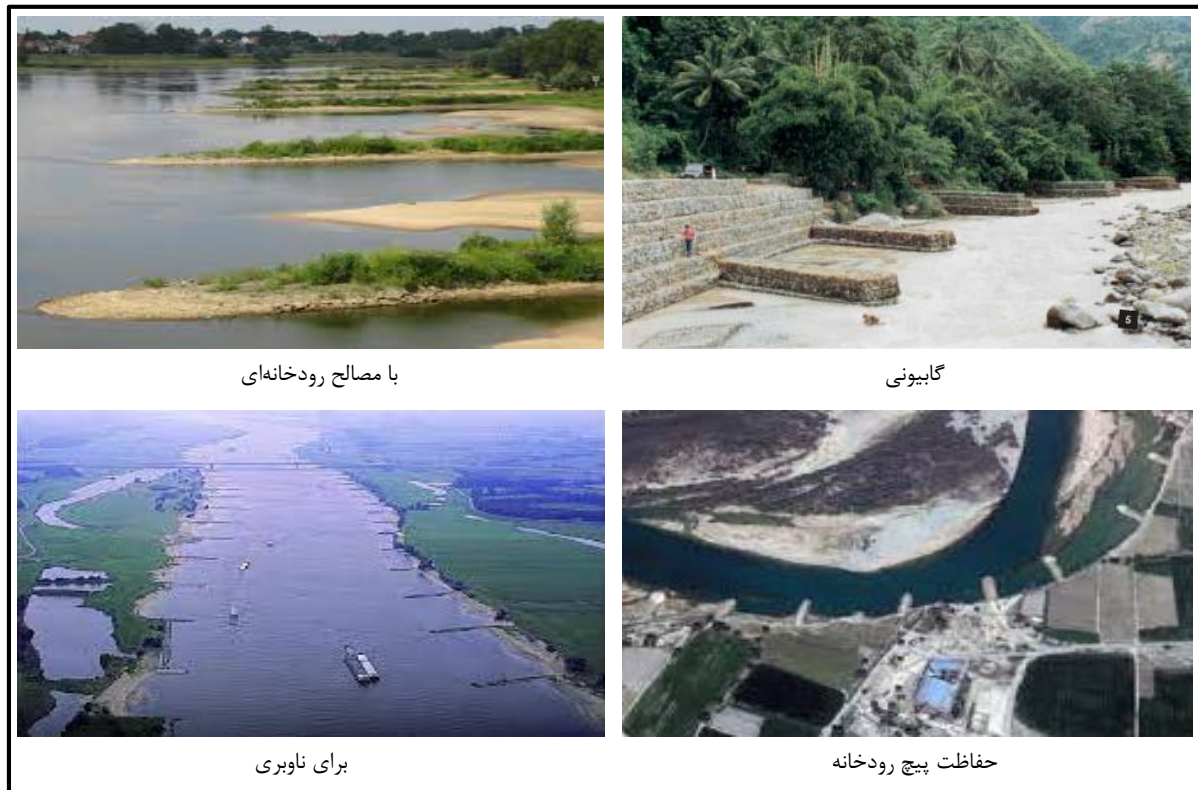 گابیونی
با مصالح رودخانه‌ای
5
حفاظت پیچ رودخانه
برای ناوبری